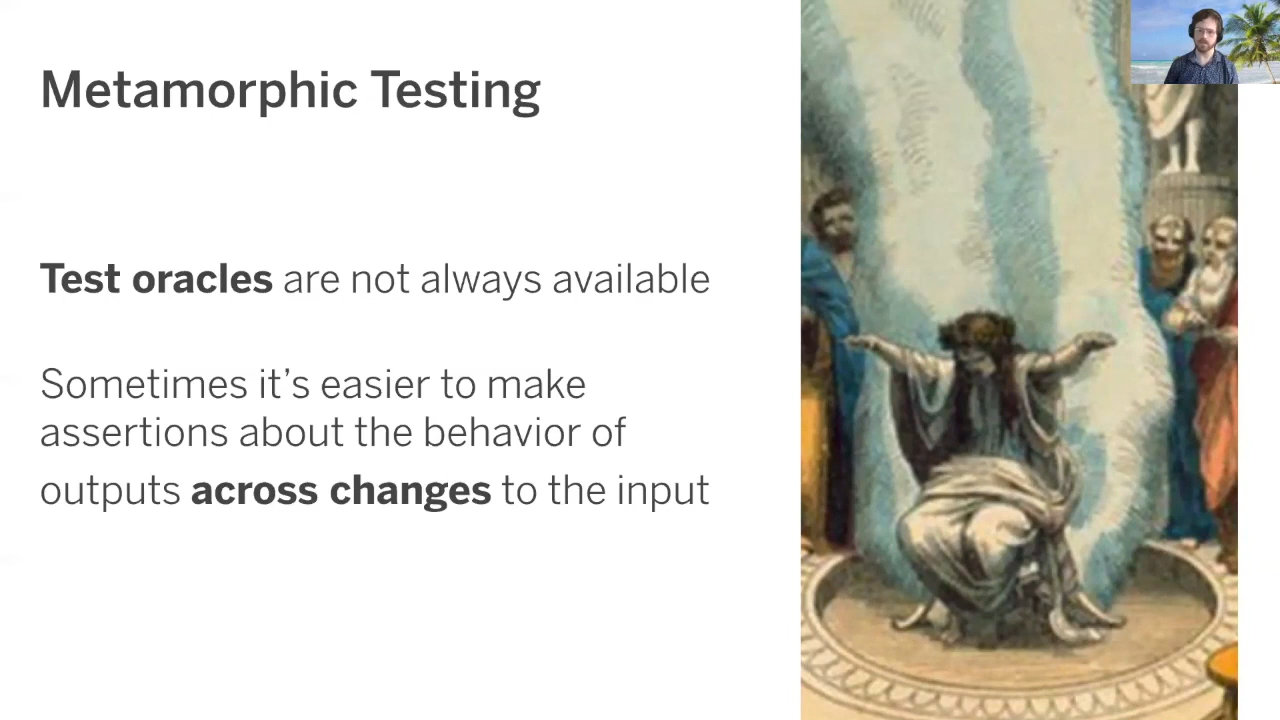 Metamorphic Testing
Test oracles are not always available
Sometimes it’s easier to make
assertions about the behavior of
outputs across changes to the input